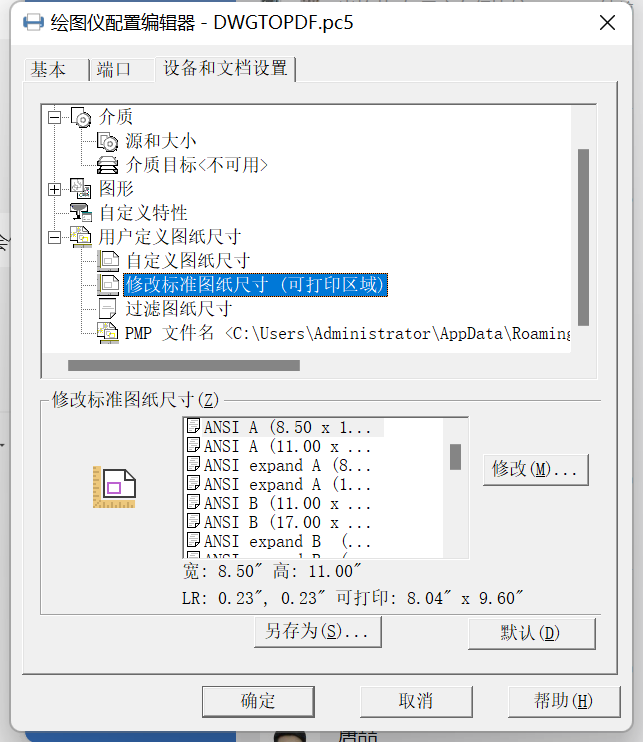 绘图仪配置编辑器 - DWGTOPDF.pc5
基本 端口 设备和文档设置
介质
源和大小
介质目标<不可用>
图形
自定义特性
用户定义图纸尺寸
自定义图纸尺寸
修改标准图纸尺寸 (可打印区域)
过滤图纸尺寸
PMP 文件名 <C:\Users\Administrator\AppData\Roaming
修改标准图纸尺寸(Z)
ANSI A (8.50 x 1...
ANSI A (11.00 x ...
ANSI expand A (8...
ANSI expand A (1...
ANSI B (11.00 x ...
ANSI B (17.00 x ...
ANSI expand B (...
修改(M)...
宽: 8.50″ 高: 11.00″
LR: 0.23″, 0.23″ 可打印: 8.04″ x 9.60″
另存为(S)...
默认(D)
确定
取消
帮助(H)